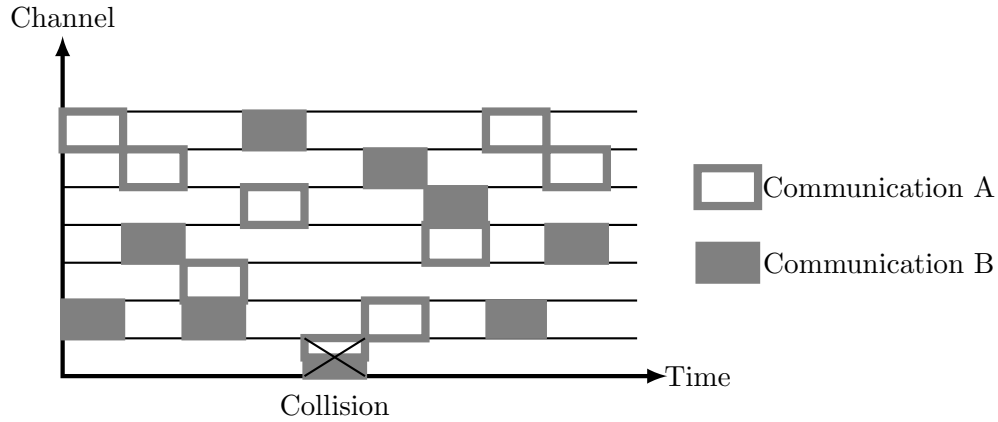 Channel
Communication A
Communication B
Time
Collision